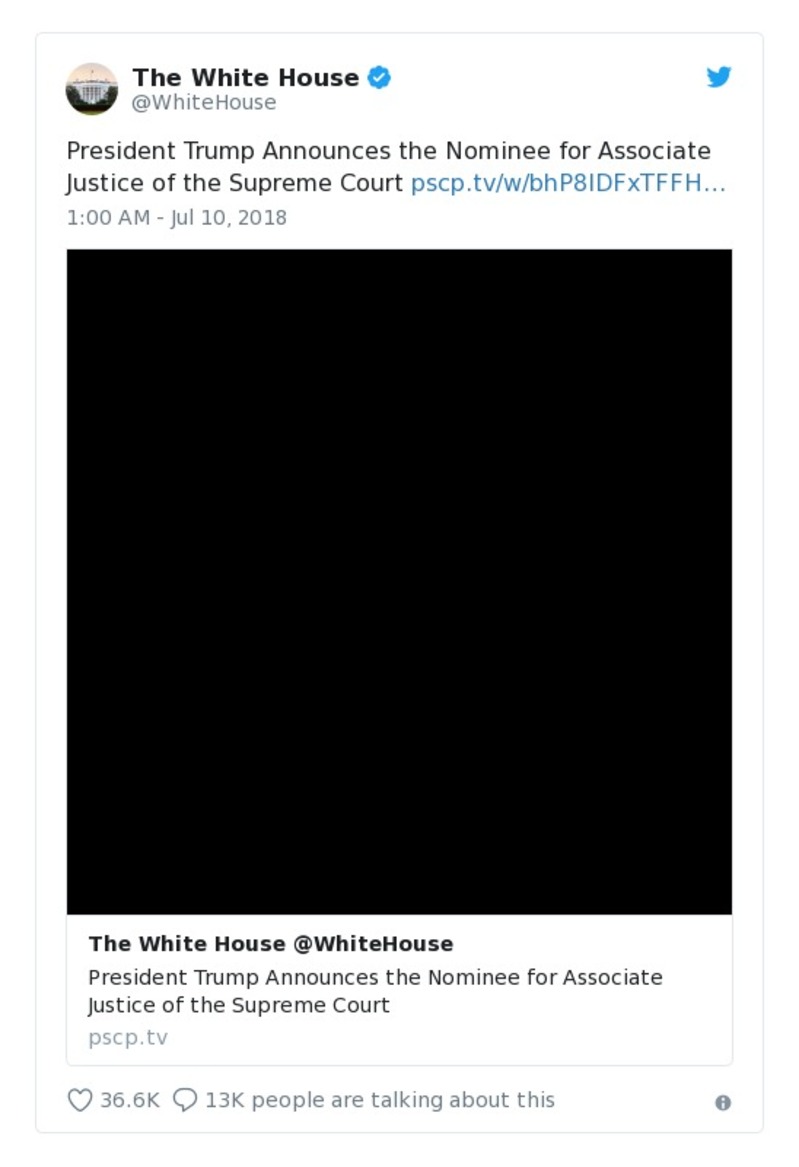 The White House
@WhiteHouse
President Trump Announces the Nominee for Associate
Justice of the Supreme Court pscp.tv/w/bhP8IDFxTFFH…
1:00 AM - Jul 10, 2018
The White House @WhiteHouse
President Trump Announces the Nominee for Associate
Justice of the Supreme Court
pscp.tv
36.6K 13K people are talking about this